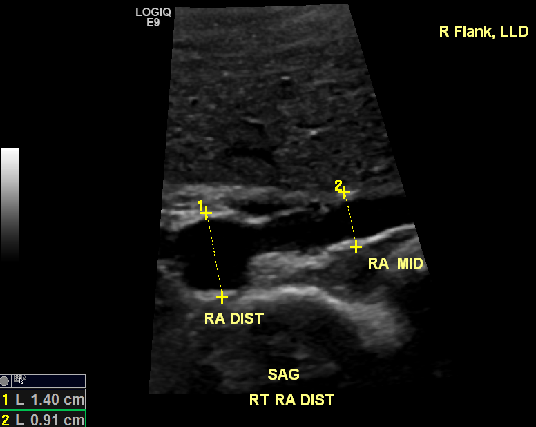 LOGIQ
E9
R Flank, LLD
1
2
RA MID
RA DIST
SAG
RT RA DIST
1 L 1.40 cm
2 L 0.91 cm